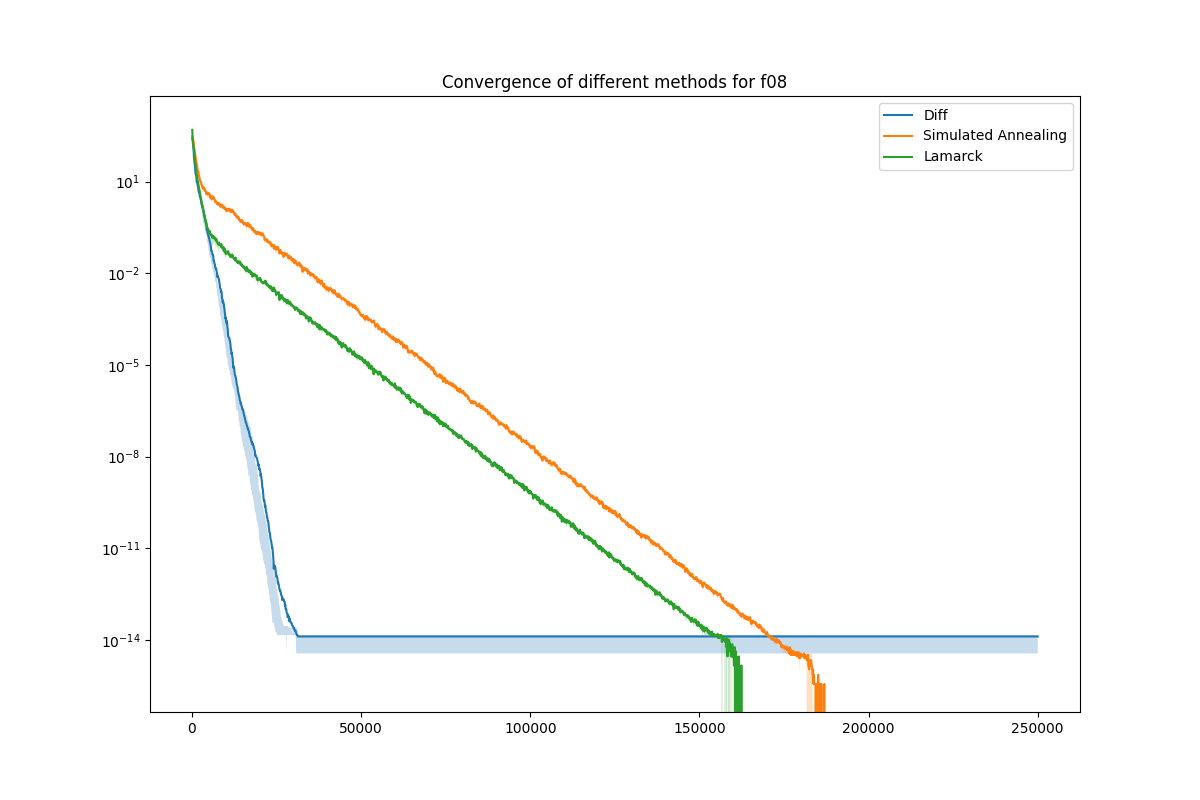 Convergence of different methods for f08
Diff
Simulated Annealing
Lamarck
10¹
10⁻²
10⁻⁵
10⁻⁸
10⁻¹¹
10⁻¹⁴
0 50000 100000 150000 200000 250000